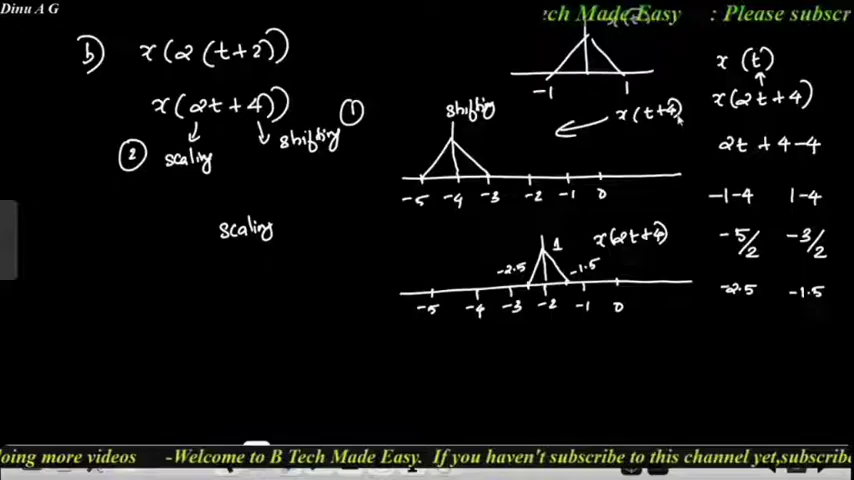 Dinu A G
ch Made Easy : Please subscr
b) x(2(t+2))
x(2t+4)) ①
② scaling shifting
scaling
-1 1
shifting
x(t+4)
-5 -4 -3 -2 -1 0
1 x(2t+4)
-2.5 -1.5
-5 -4 -3 -2 -1 0
x (t)
x(2t+4)
2t+4-4
-1-4 1-4
-5/2 -3/2
-2.5 -1.5
oing more videos -Welcome to B Tech Made Easy. If you haven't subscribe to this channel yet,subscrib